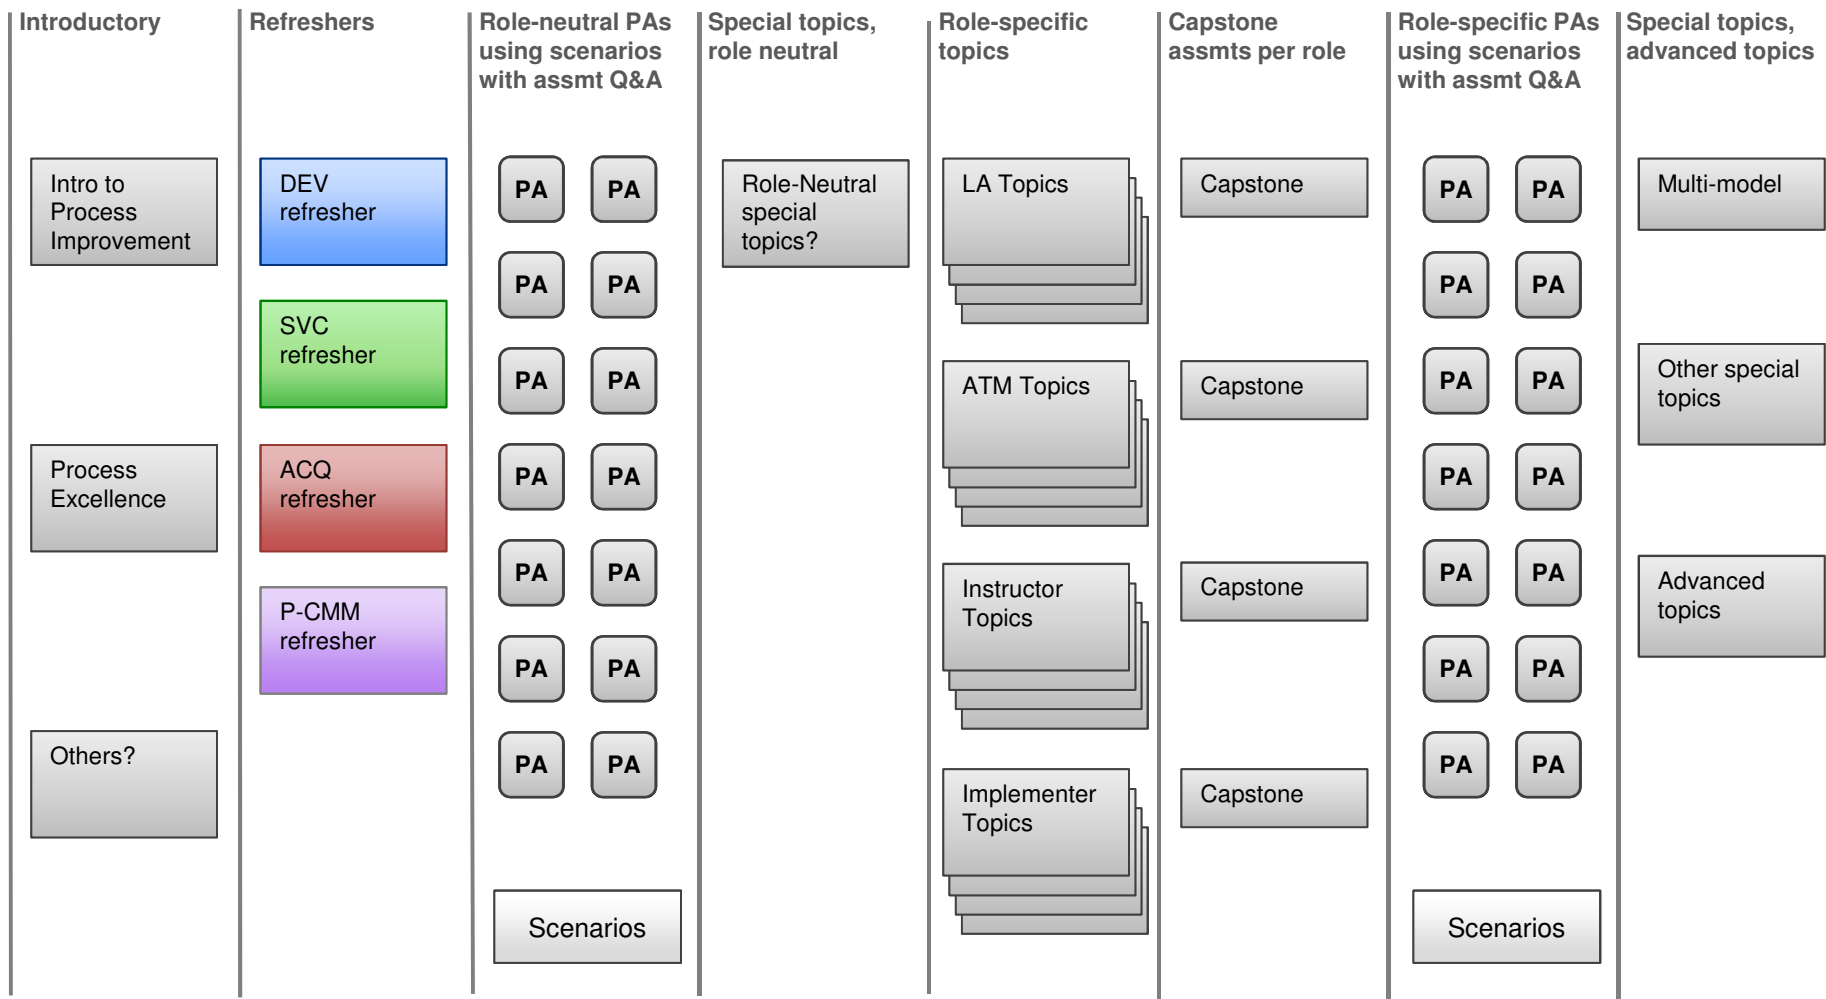 Introductory
Refreshers
Role-neutral PAs
using scenarios
with assmt Q&A
Special topics,
role neutral
Role-specific
topics
Capstone
assmts per role
Role-specific PAs
using scenarios
with assmt Q&A
Special topics,
advanced topics
Intro to
Process
Improvement
Process
Excellence
Others?
DEV
refresher
SVC
refresher
ACQ
refresher
P-CMM
refresher
PA PA
PA PA
PA PA
PA PA
PA PA
PA PA
PA PA
Scenarios
Role-Neutral
special
topics?
LA Topics
ATM Topics
Instructor
Topics
Implementer
Topics
Capstone
Capstone
Capstone
Capstone
PA PA
PA PA
PA PA
PA PA
PA PA
PA PA
PA PA
Scenarios
Multi-model
Other special
topics
Advanced
topics